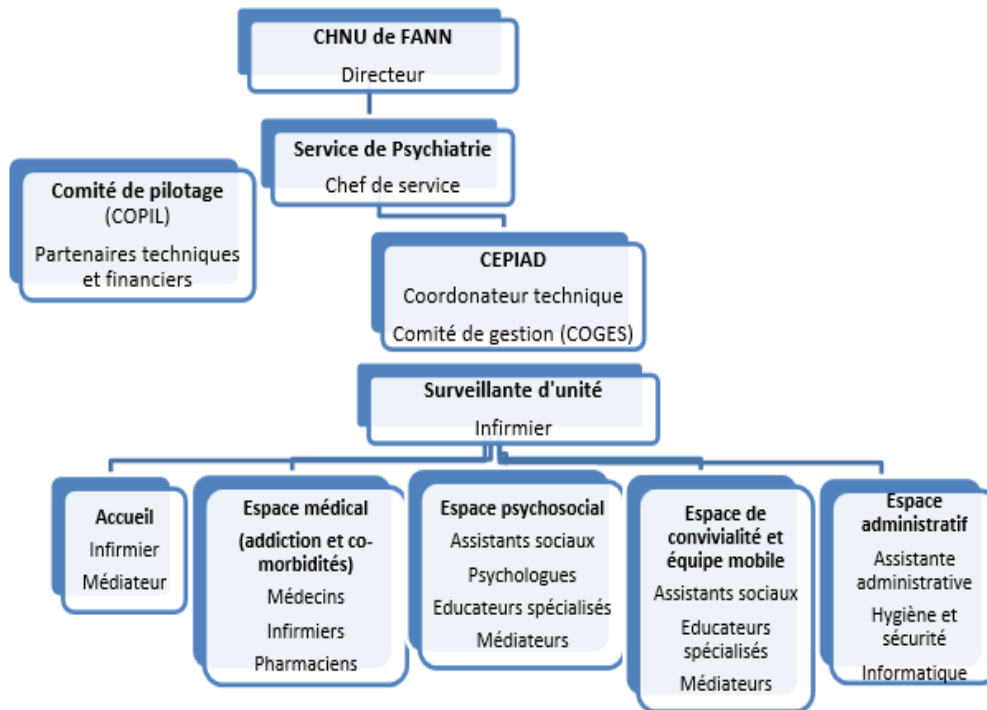 CHNU de FANN
Directeur
Service de Psychiatrie
Chef de service
Comité de pilotage
(COPIL)
Partenaires techniques
et financiers
CEPIAD
Coordonateur technique
Comité de gestion (COGES)
Surveillante d'unité
Infirmier
Accueil
Infirmier
Médiateur
Espace médical
(addiction et co-
morbidités)
Médecins
Infirmiers
Pharmaciens
Espace psychosocial
Assistants sociaux
Psychologues
Educateurs spécialisés
Médiateurs
Espace de
convivialité et
équipe mobile
Assistants sociaux
Educateurs
spécialisés
Médiateurs
Espace
administratif
Assistante
administrative
Hygiène et
sécurité
Informatique